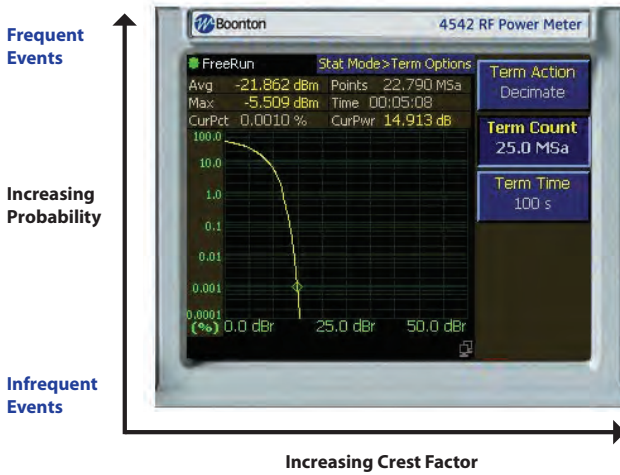 Frequent
Events
Boonton
4542 RF Power Meter
FreeRun Stat Mode>Term Options
Avg -21.862 dBm Points 22.790 MSa
Max -5.509 dBm Time 00:05:08
CurPct 0.0010 % CurPwr 14.913 dB
Term Action
Decimate
Term Count
25.0 MSa
Term Time
100 s
100.0
10.0
1.0
0.1
0.01
0.001
0.0001
(%) 0.0 dBr 25.0 dBr 50.0 dBr
Increasing
Probability
Infrequent
Events
Increasing Crest Factor